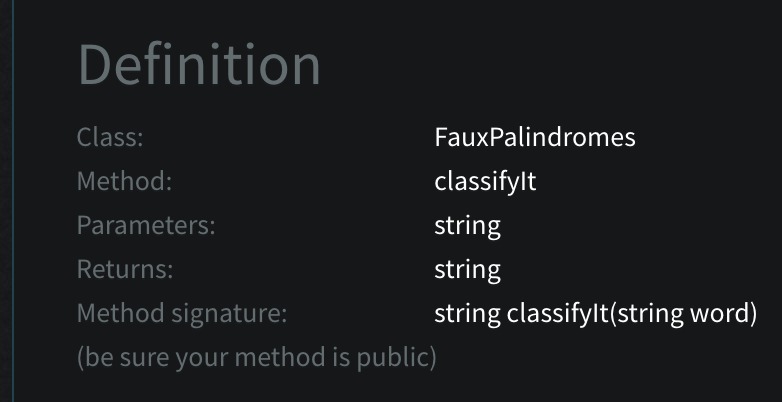 Definition
Class: FauxPalindromes
Method: classifyIt
Parameters: string
Returns: string
Method signature: string classifyIt(string word)
(be sure your method is public)